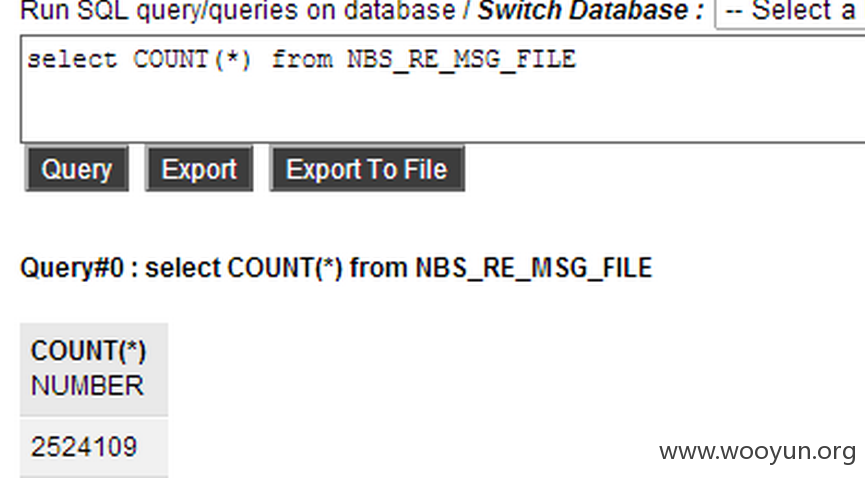 Run SQL query/queries on database / Switch Database : -- Select a
select COUNT(*) from NBS_RE_MSG_FILE
Query Export Export To File
Query#0 : select COUNT(*) from NBS_RE_MSG_FILE
COUNT(*)
NUMBER
2524109
www.wooyun.org